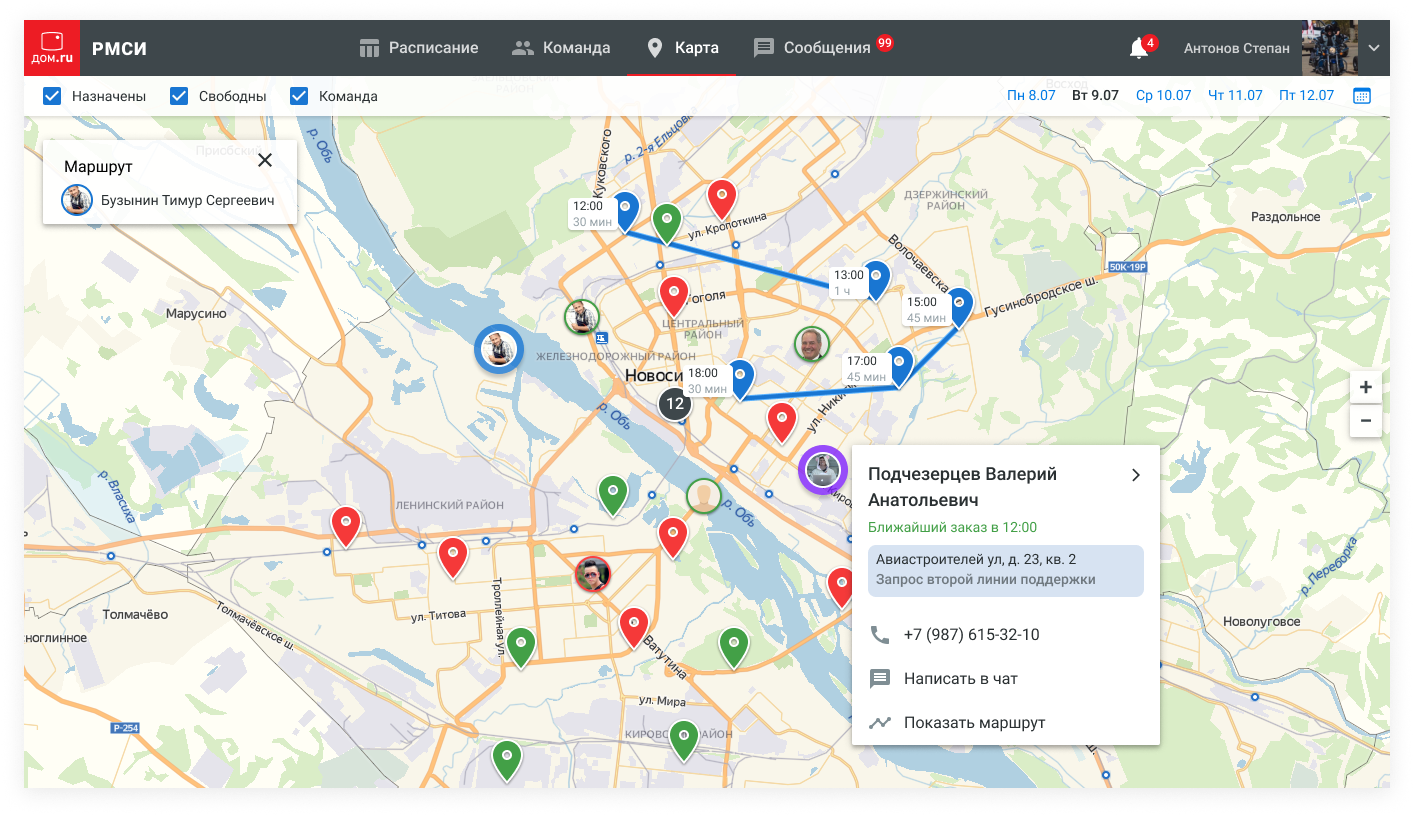 ДОМ.ru
РМСИ
Расписание
Команда
Карта
Сообщения
99
4
Антонов Степан
Назначены
Свободны
Команда
Пн 8.07
Вт 9.07
Ср 10.07
Чт 11.07
Пт 12.07
Маршрут
Бузынин Тимур Сергеевич
р. Обь
Куковского
р. 2-я Ельцовка
ДЗЕРЖИНСКИЙ
РАЙОН
Раздольное
12:00
30 мин
ул. Кропоткина
Волочаевска
50К-19Р
13:00
1 ч
Гусинобродское ш.
15:00
45 мин
Гоголя
Марусино
ЦЕНТРАЛЬНЫЙ
РАЙОН
ЖЕЛЕЗНОДОРОЖНЫЙ РАЙОН
17:00
45 мин
Новоси
18:00
30 мин
12
ул. Никити
р. Обь
+
−
р. Власиха
ЛЕНИНСКИЙ РАЙОН
р. Обь
Киро
Подчезерцев Валерий
Анатольевич
Ближайший заказ в 12:00
Авиастроителей ул, д. 23, кв. 2
Запрос второй линии поддержки
+7 (987) 615-32-10
Написать в чат
Показать маршрут
р. Переборка
Толмачёво
Толмачёвское ш.
ул. Титова
Троллейная ул.
Новолуговое
Ватутина
ул. Мира
Р-254
КИРОВС
АЙОН